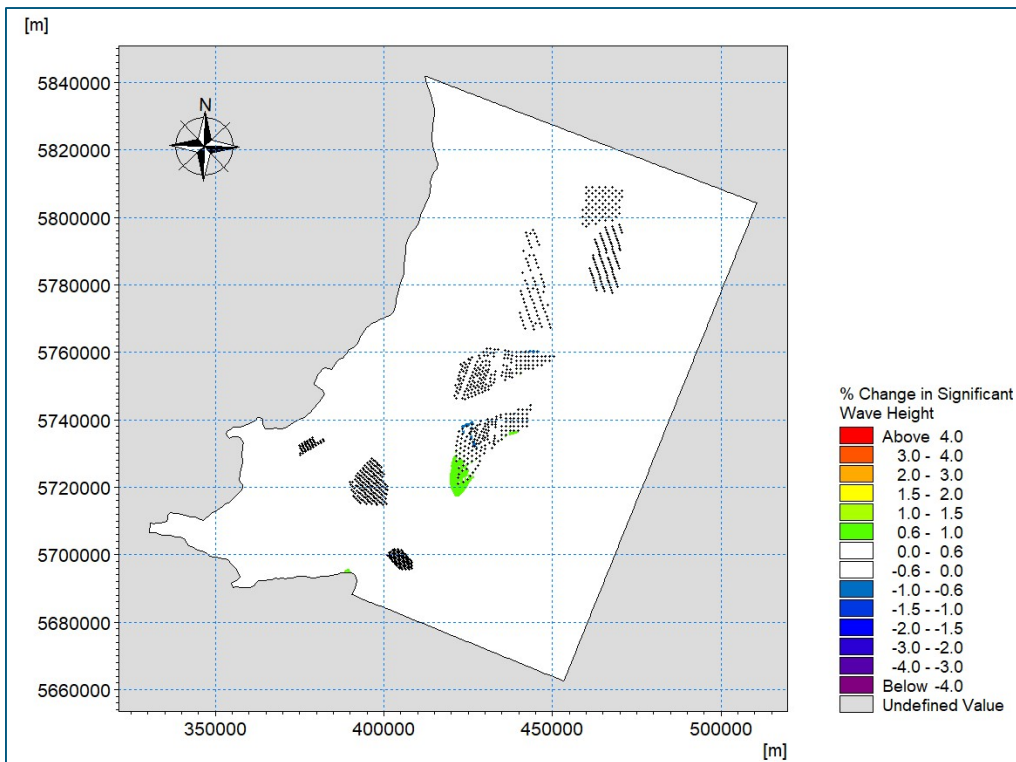 [m]
N
5840000
5820000
5800000
5780000
5760000
5740000
5720000
5700000
5680000
5660000
350000 400000 450000 500000
[m]
% Change in Significant
Wave Height
Above 4.0
3.0 - 4.0
2.0 - 3.0
1.5 - 2.0
1.0 - 1.5
0.6 - 1.0
0.0 - 0.6
-0.6 - 0.0
-1.0 - -0.6
-1.5 - -1.0
-2.0 - -1.5
-3.0 - -2.0
-4.0 - -3.0
Below -4.0
Undefined Value